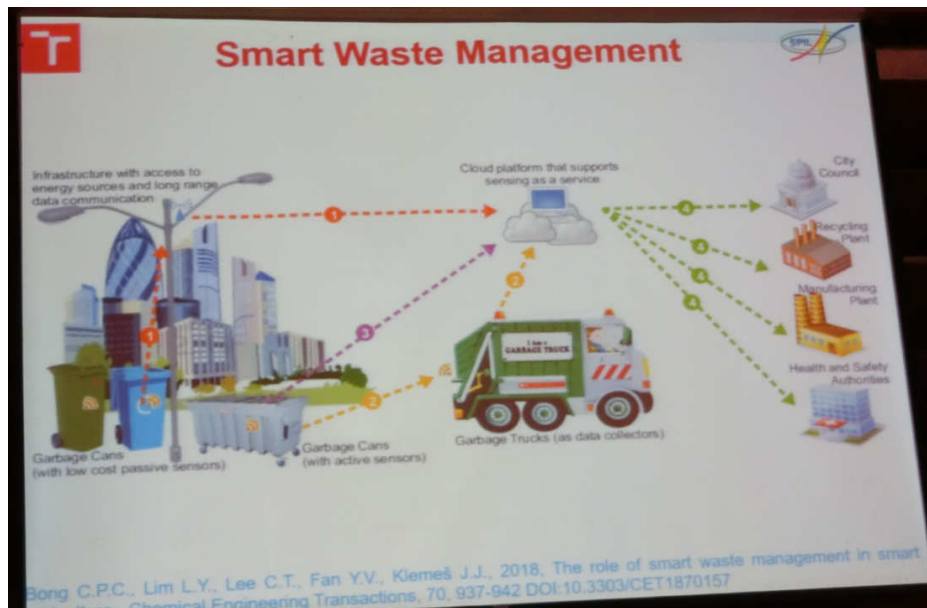 Smart Waste Management
SPIL
Infrastructure with access to
energy sources and long range
data communication
Cloud platform that supports
sensing as a service
City
Council
Recycling
Plant
Manufacturing
Plant
Health and Safety
Authorities
1
1
2
2
3
4
4
4
4
I am a
GARBAGE TRUCK
Garbage Cans
(with low cost passive sensors)
Garbage Cans
(with active sensors)
Garbage Trucks (as data collectors)
Bong C.P.C., Lim L.Y., Lee C.T., Fan Y.V., Klemeš J.J., 2018, The role of smart waste management in smart
Chemical Engineering Transactions, 70, 937-942 DOI:10.3303/CET1870157